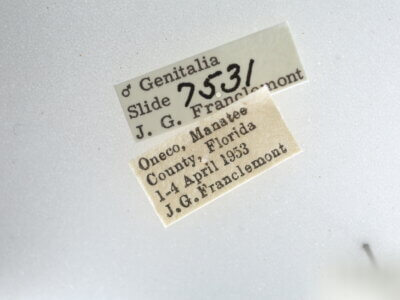 ♂ Genitalia
Slide 7531
J. G. Franclemont
Oneco, Manatee
County, Florida
1-4 April 1953
J.G.Franclemont